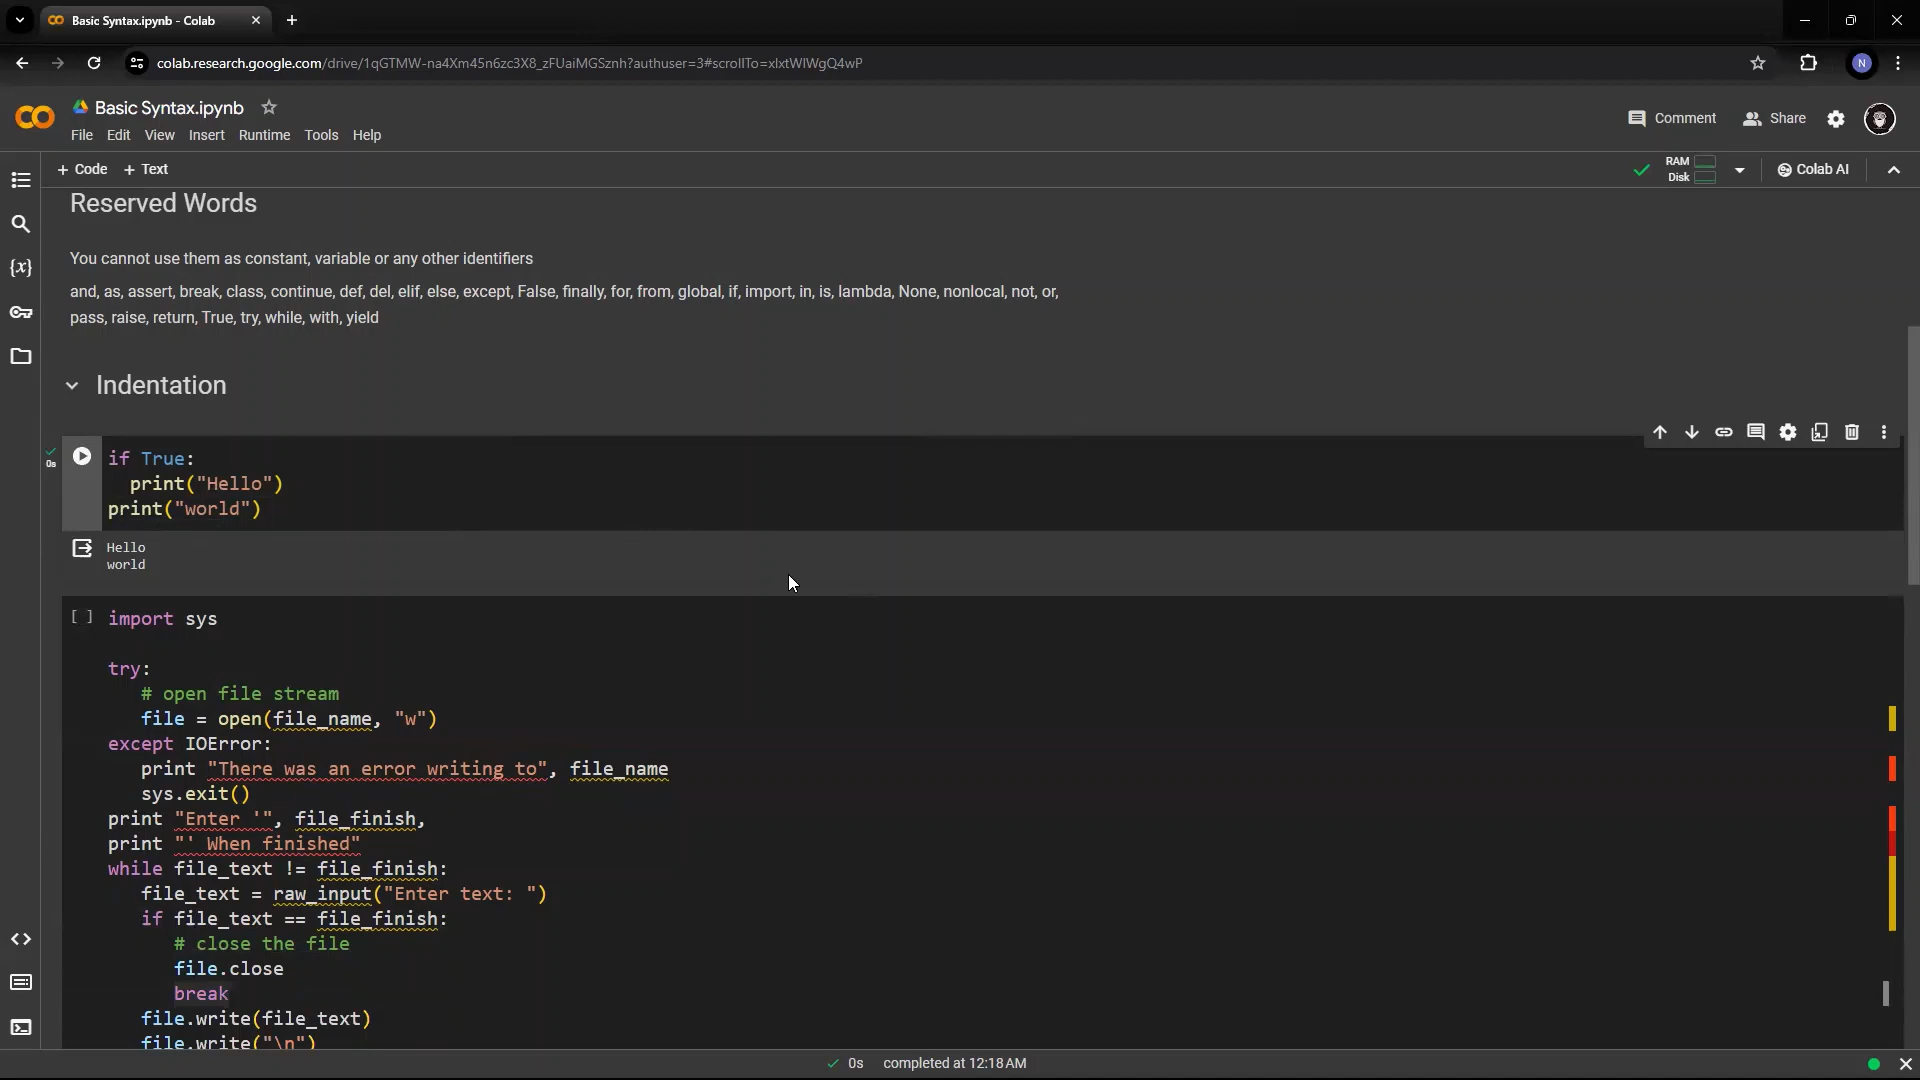 Basic Syntax.ipynb - Colab
colab.research.google.com/drive/1qGTMW-na4Xm45n6zc3X8_zFUaiMGSznh?authuser=3#scrollTo=xlxtWIWgQ4wP
N
Basic Syntax.ipynb
Comment
Share
File Edit View Insert Runtime Tools Help
+ Code + Text
RAM
Disk
Colab AI
Reserved Words
You cannot use them as constant, variable or any other identifiers
and, as, assert, break, class, continue, def, del, elif, else, except, False, finally, for, from, global, if, import, in, is, lambda, None, nonlocal, not, or,
pass, raise, return, True, try, while, with, yield
Indentation
0s
if True:
  print("Hello")
print("world")
Hello
world
[ ] import sys
try:
   # open file stream
   file = open(file_name, "w")
except IOError:
   print "There was an error writing to", file_name
   sys.exit()
print "Enter '", file_finish,
print "' When finished"
while file_text != file_finish:
   file_text = raw_input("Enter text: ")
   if file_text == file_finish:
      # close the file
      file.close
      break
   file.write(file_text)
   file.write("\n")
0s completed at 12:18 AM